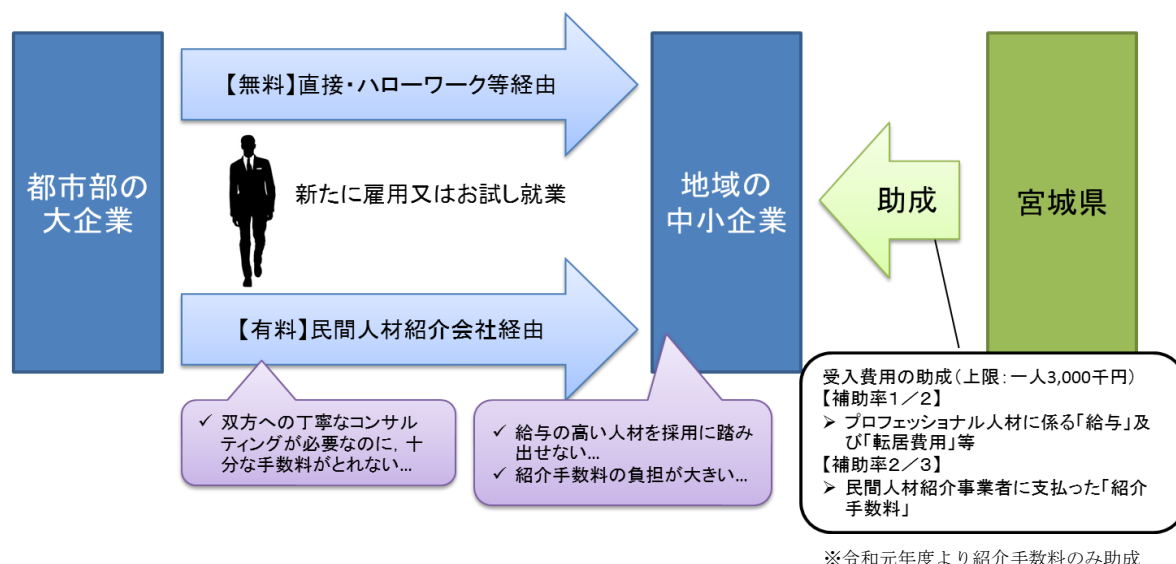 【無料】直接・ハローワーク等経由
都市部の
大企業
新たに雇用又はお試し就業
地域の
中小企業
助成
宮城県
【有料】民間人材紹介会社経由
✓ 双方への丁寧なコンサル
ティングが必要なのに，十
分な手数料がとれない…
✓ 給与の高い人材を採用に踏み
出せない…
✓ 紹介手数料の負担が大きい…
受入費用の助成（上限：一人3,000千円）
【補助率１／２】
➢ プロフェッショナル人材に係る「給与」及
び「転居費用」等
【補助率２／３】
➢ 民間人材紹介事業者に支払った「紹介
手数料」
※令和元年度より紹介手数料のみ助成